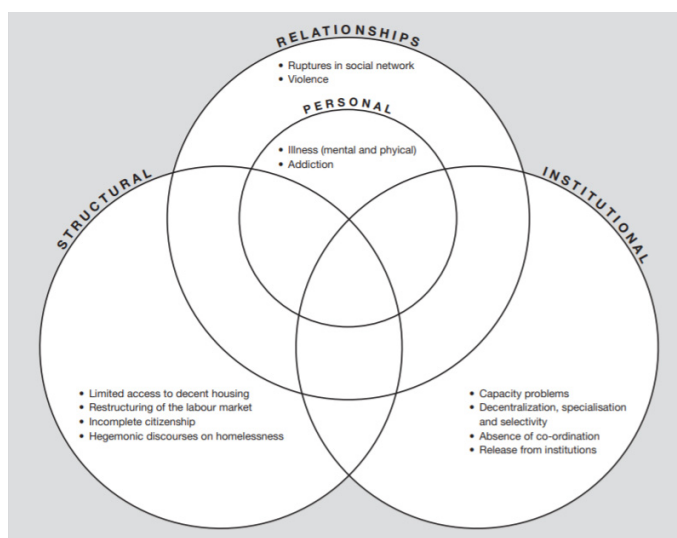 RELATIONSHIPS
• Ruptures in social network
• Violence
PERSONAL
• Illness (mental and phyical)
• Addiction
STRUCTURAL
INSTITUTIONAL
• Limited access to decent housing
• Restructuring of the labour market
• Incomplete citizenship
• Hegemonic discourses on homelessness
• Capacity problems
• Decentralization, specialisation
and selectivity
• Absence of co-ordination
• Release from institutions